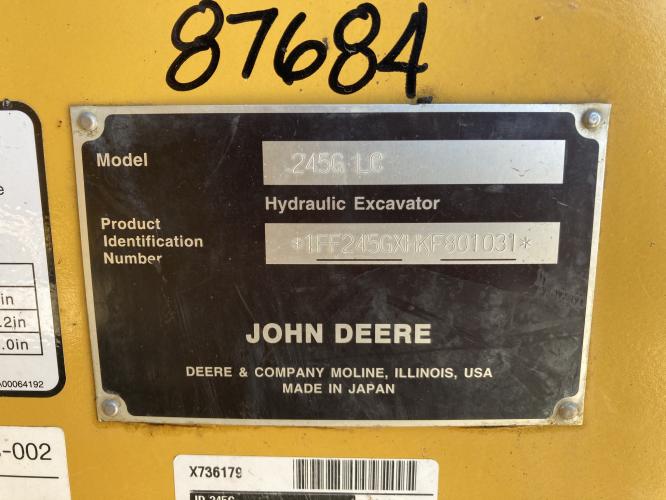 87684
Model 245G LC
Hydraulic Excavator
Product
Identification
Number
*1FF245GXHKF801031*
JOHN DEERE
DEERE & COMPANY MOLINE, ILLINOIS, USA
MADE IN JAPAN
in
.2in
.0in
A00064192
-002
X736179